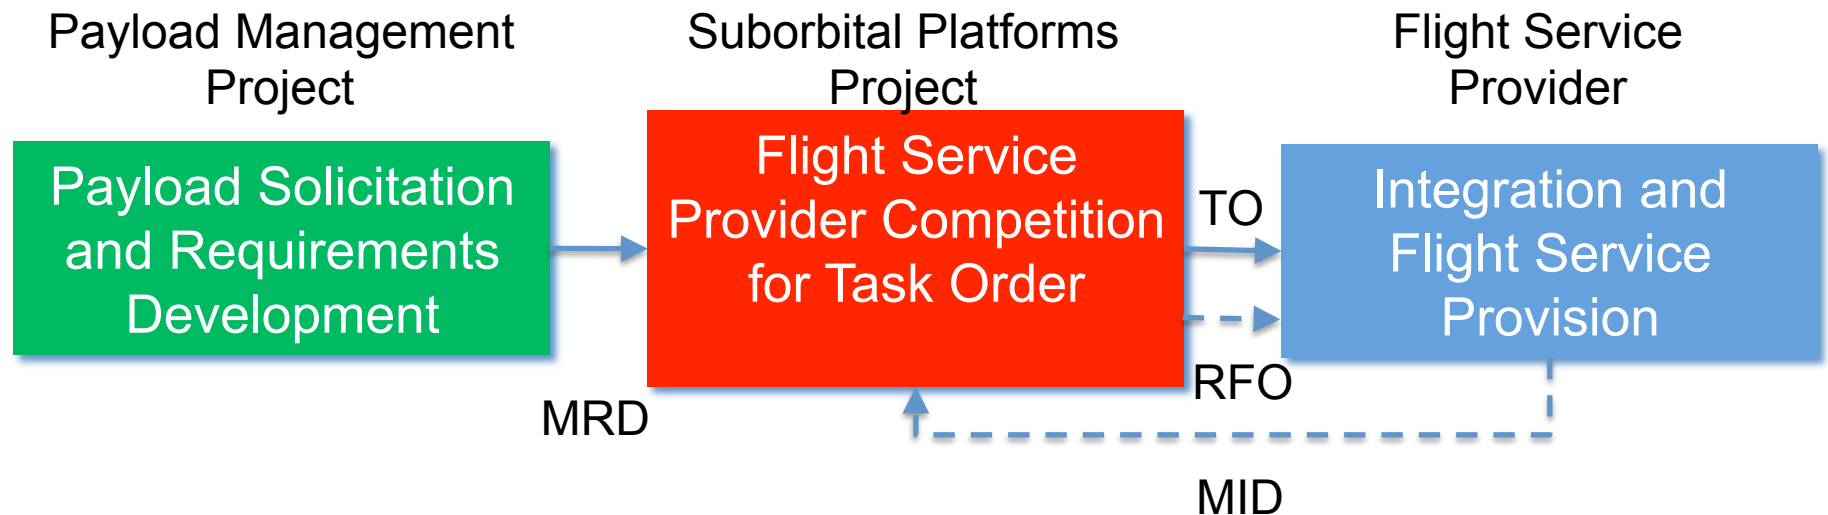 Payload Management
Project
Suborbital Platforms
Project
Flight Service
Provider
Payload Solicitation
and Requirements
Development
Flight Service
Provider Competition
for Task Order
Integration and
Flight Service
Provision
TO
RFO
MRD
MID